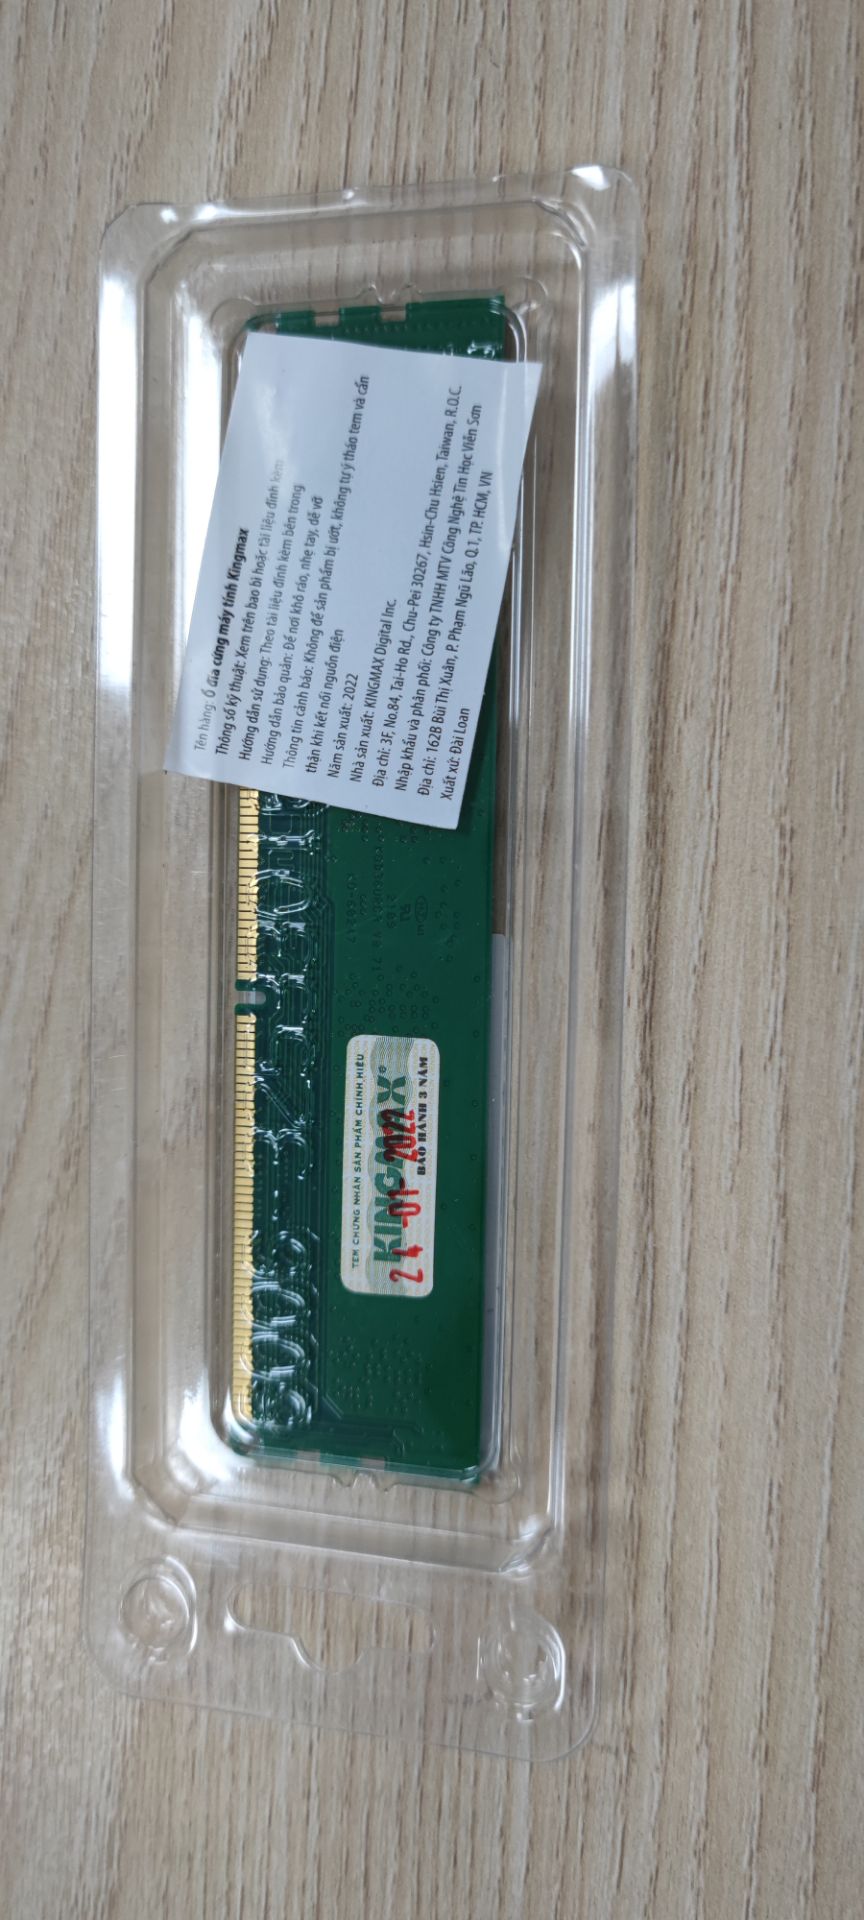 Tên hàng: Ổ đĩa cứng máy tính Kingmax
Thông số kỹ thuật: Xem trên bao bì hoặc tài liệu đính kèm
Hướng dẫn sử dụng: Theo tài liệu đính kèm bên trong
Hướng dẫn bảo quản: Để nơi khô ráo, nhẹ tay, dễ vỡ
Thông tin cảnh báo: Không để sản phẩm bị ướt, không tự ý tháo tem và cẩn
thận khi kết nối nguồn điện
Năm sản xuất: 2022
Nhà sản xuất: KINGMAX Digital Inc.
Địa chỉ: 3F, No.84, Tai-Ho Rd., Chu-Pei 30267, Hsin-Chu Hsien, Taiwan, R.O.C.
Nhập khẩu và phân phối: Công ty TNHH MTV Công Nghệ Tin Học Viễn Sơn
Địa chỉ: 162B Bùi Thị Xuân, P. Phạm Ngũ Lão, Q.1, TP. HCM, VN
Xuất xứ: Đài Loan
TEM CHỨNG NHẬN SẢN PHẨM CHÍNH HIỆU
KINGMAX®
24-01-2022
BẢO HÀNH 3 NĂM